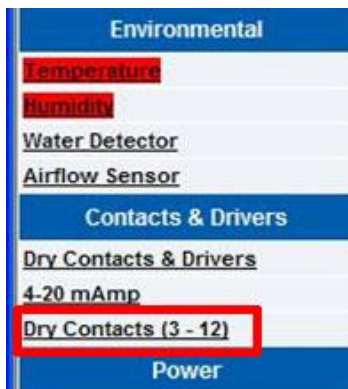 Environmental
Temperature
Humidity
Water Detector
Airflow Sensor
Contacts & Drivers
Dry Contacts & Drivers
4-20 mAmp
Dry Contacts (3 - 12)
Power